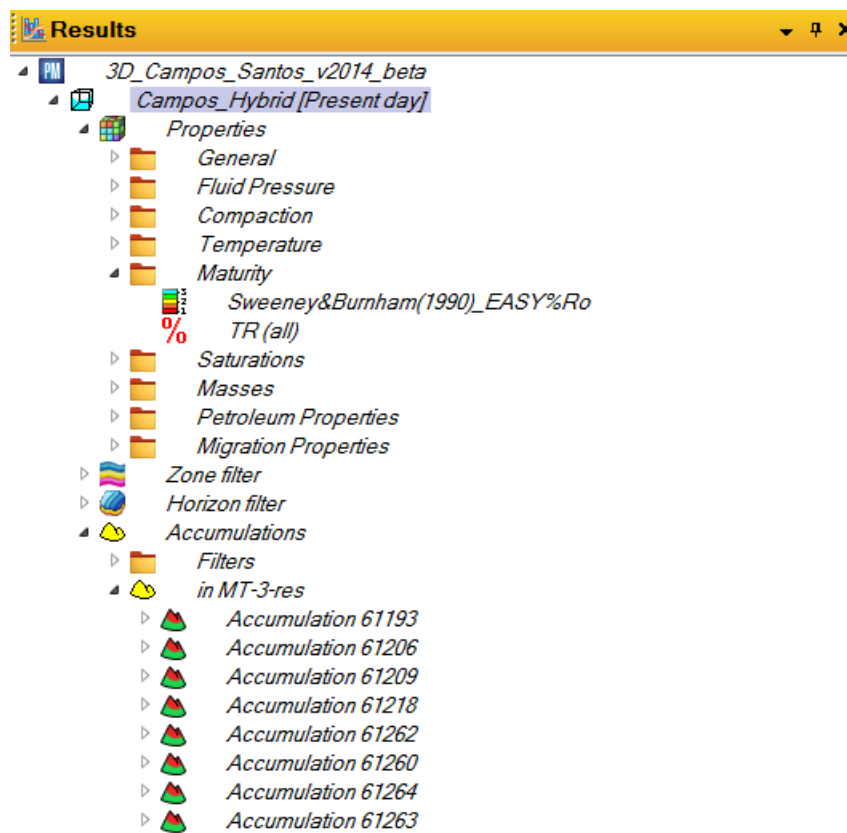 Results
PM 3D_Campos_Santos_v2014_beta
Campos_Hybrid [Present day]
Properties
General
Fluid Pressure
Compaction
Temperature
Maturity
Sweeney&Burnham(1990)_EASY%Ro
% TR (all)
Saturations
Masses
Petroleum Properties
Migration Properties
Zone filter
Horizon filter
Accumulations
Filters
in MT-3-res
Accumulation 61193
Accumulation 61206
Accumulation 61209
Accumulation 61218
Accumulation 61262
Accumulation 61260
Accumulation 61264
Accumulation 61263